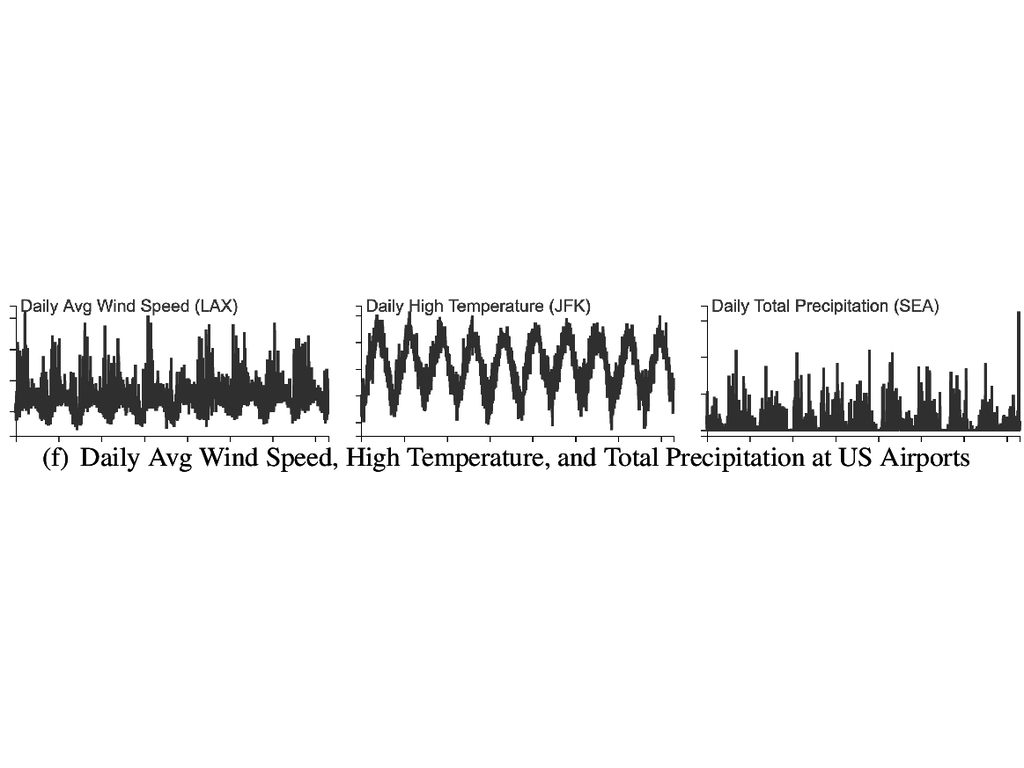 Daily Avg Wind Speed (LAX)
Daily High Temperature (JFK)
Daily Total Precipitation (SEA)
(f) Daily Avg Wind Speed, High Temperature, and Total Precipitation at US Airports